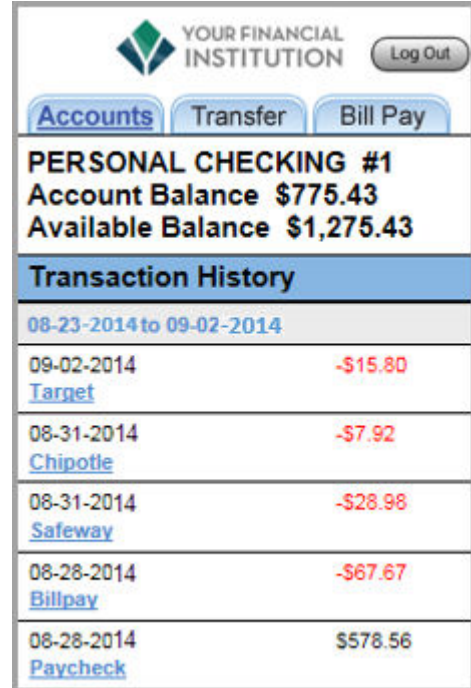 YOUR FINANCIAL
INSTITUTION
Log Out
Accounts Transfer Bill Pay
PERSONAL CHECKING #1
Account Balance $775.43
Available Balance $1,275.43
Transaction History
08-23-2014 to 09-02-2014
09-02-2014 -$15.80
Target
08-31-2014 -$7.92
Chipotle
08-31-2014 -$28.98
Safeway
08-28-2014 -$67.67
Billpay
08-28-2014 $578.56
Paycheck